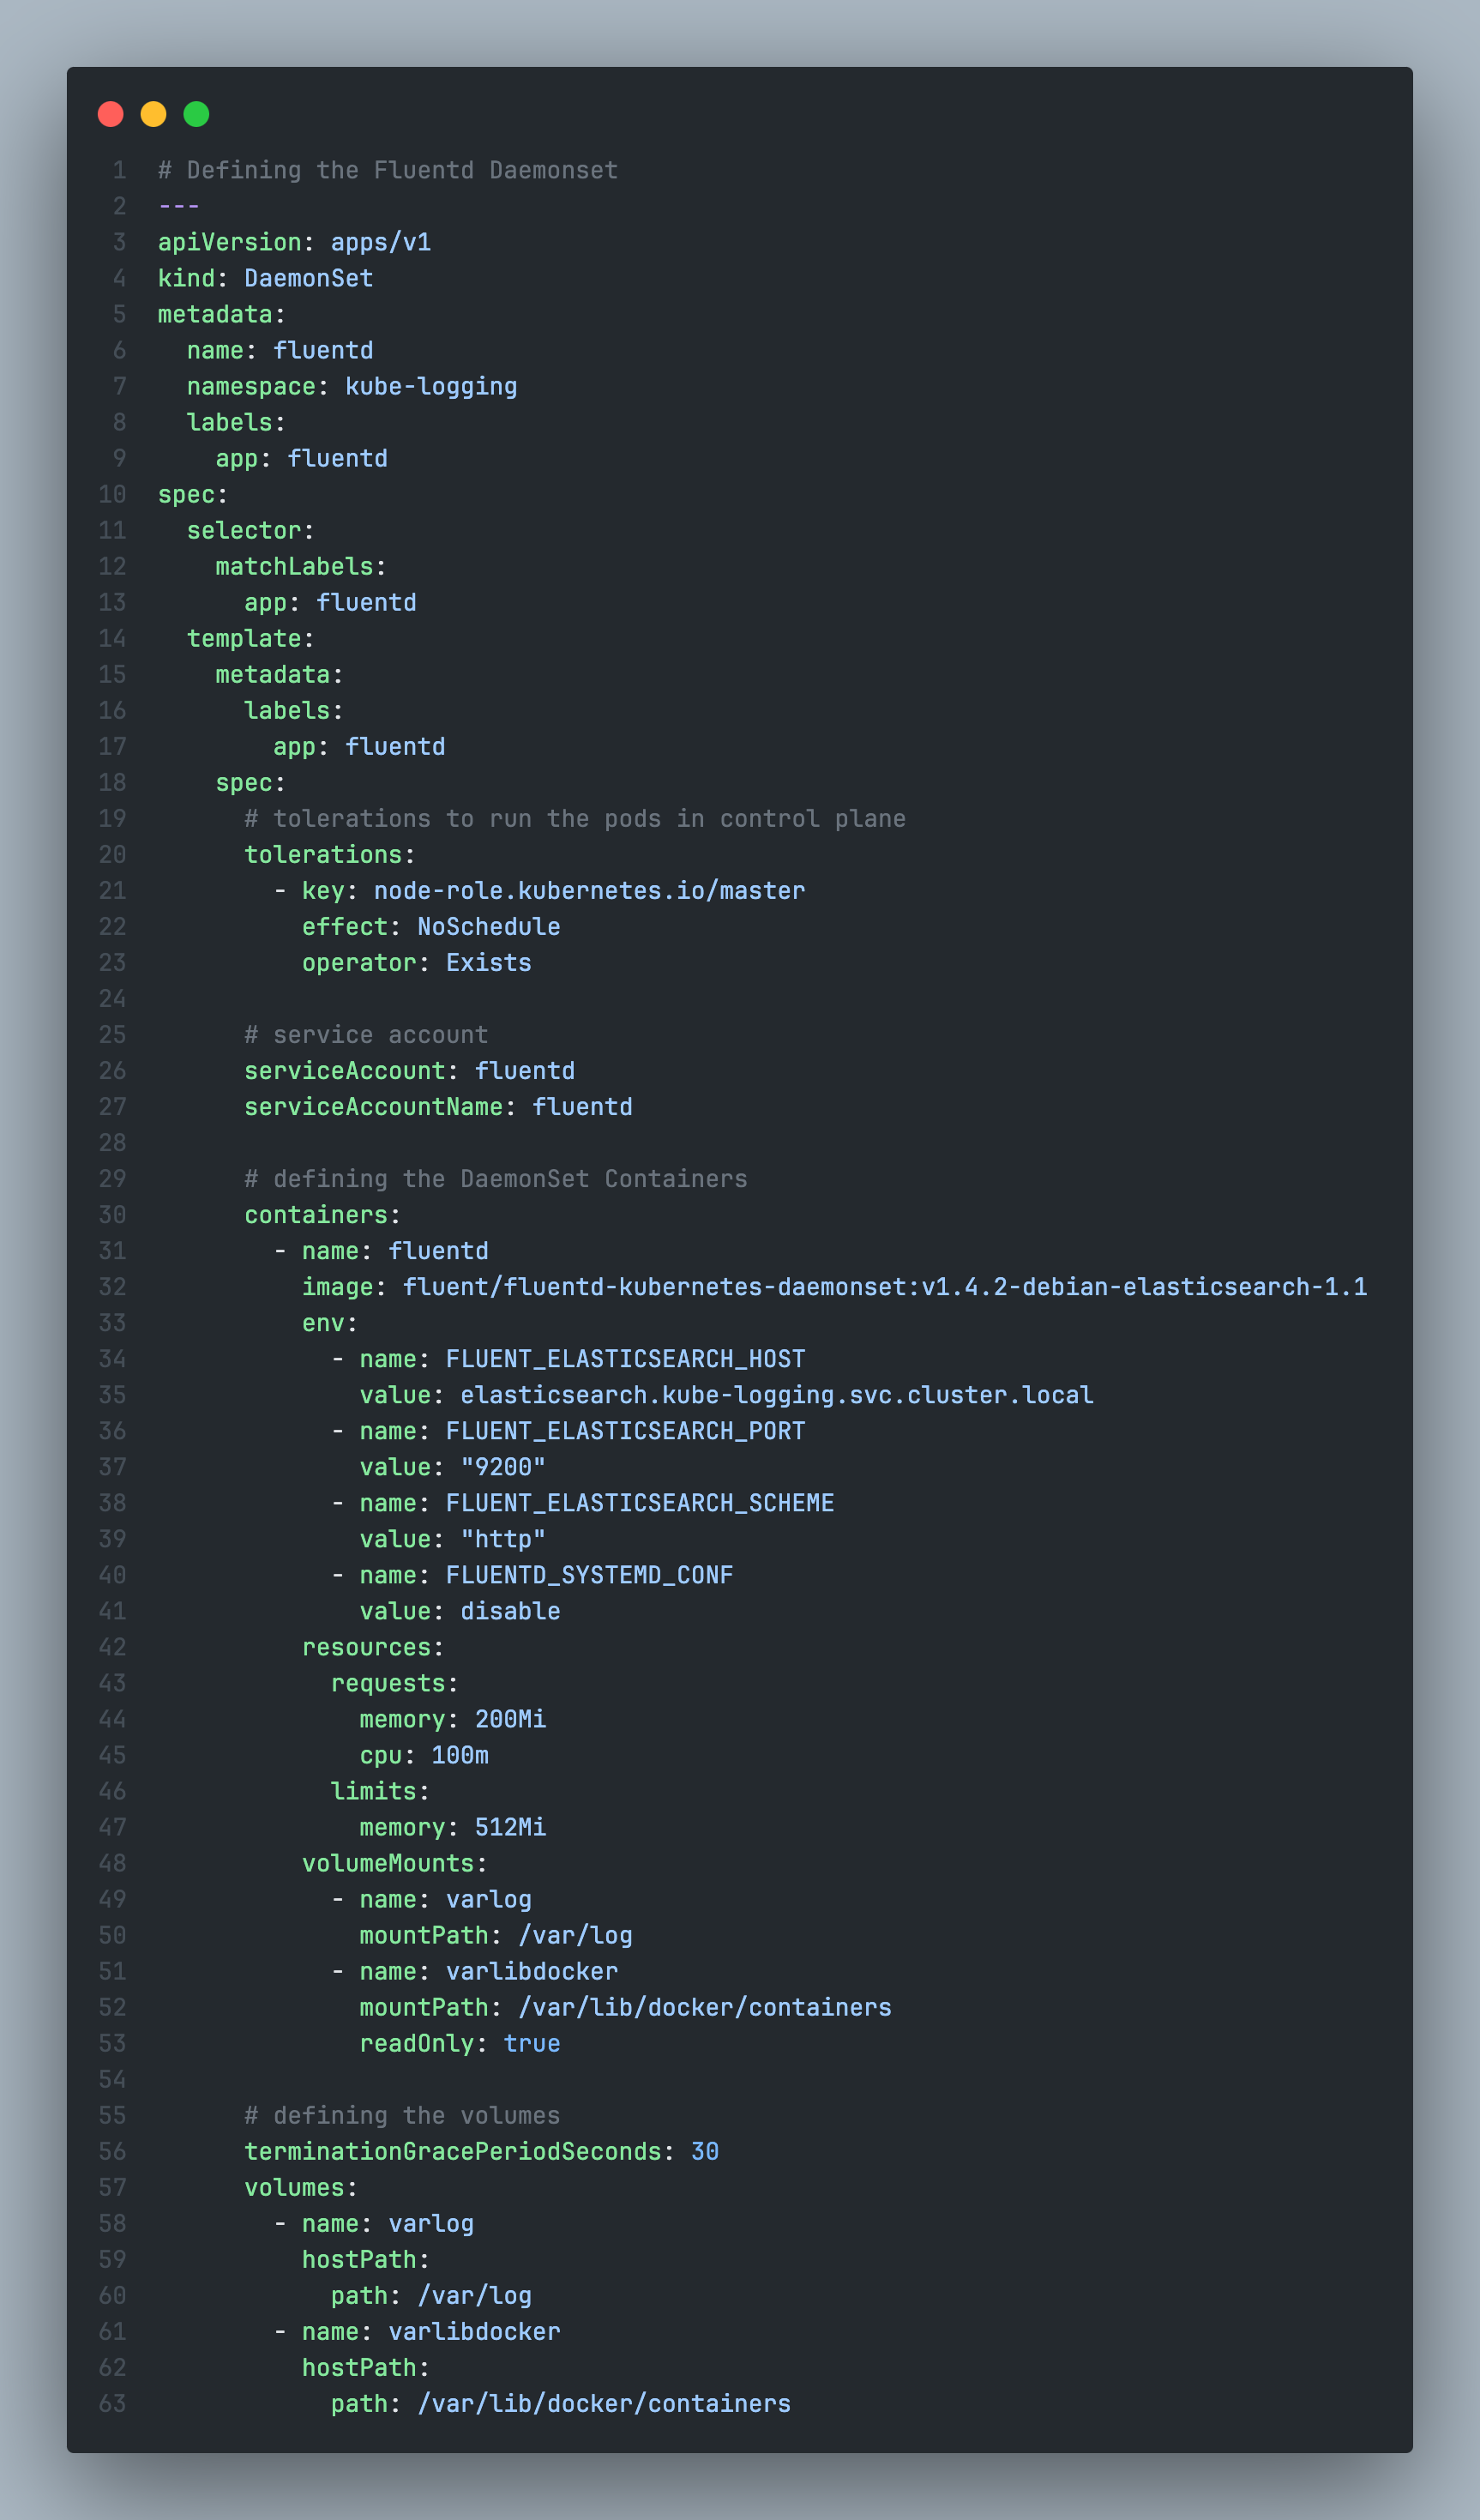 1 # Defining the Fluentd Daemonset
2 ---
3 apiVersion: apps/v1
4 kind: DaemonSet
5 metadata:
6   name: fluentd
7   namespace: kube-logging
8   labels:
9     app: fluentd
10 spec:
11   selector:
12     matchLabels:
13       app: fluentd
14   template:
15     metadata:
16       labels:
17         app: fluentd
18     spec:
19       # tolerations to run the pods in control plane
20       tolerations:
21         - key: node-role.kubernetes.io/master
22           effect: NoSchedule
23           operator: Exists
24
25       # service account
26       serviceAccount: fluentd
27       serviceAccountName: fluentd
28
29       # defining the DaemonSet Containers
30       containers:
31         - name: fluentd
32           image: fluent/fluentd-kubernetes-daemonset:v1.4.2-debian-elasticsearch-1.1
33           env:
34             - name: FLUENT_ELASTICSEARCH_HOST
35               value: elasticsearch.kube-logging.svc.cluster.local
36             - name: FLUENT_ELASTICSEARCH_PORT
37               value: "9200"
38             - name: FLUENT_ELASTICSEARCH_SCHEME
39               value: "http"
40             - name: FLUENTD_SYSTEMD_CONF
41               value: disable
42           resources:
43             requests:
44               memory: 200Mi
45               cpu: 100m
46             limits:
47               memory: 512Mi
48           volumeMounts:
49             - name: varlog
50               mountPath: /var/log
51             - name: varlibdocker
52               mountPath: /var/lib/docker/containers
53               readOnly: true
54
55       # defining the volumes
56       terminationGracePeriodSeconds: 30
57       volumes:
58         - name: varlog
59           hostPath:
60             path: /var/log
61         - name: varlibdocker
62           hostPath:
63             path: /var/lib/docker/containers